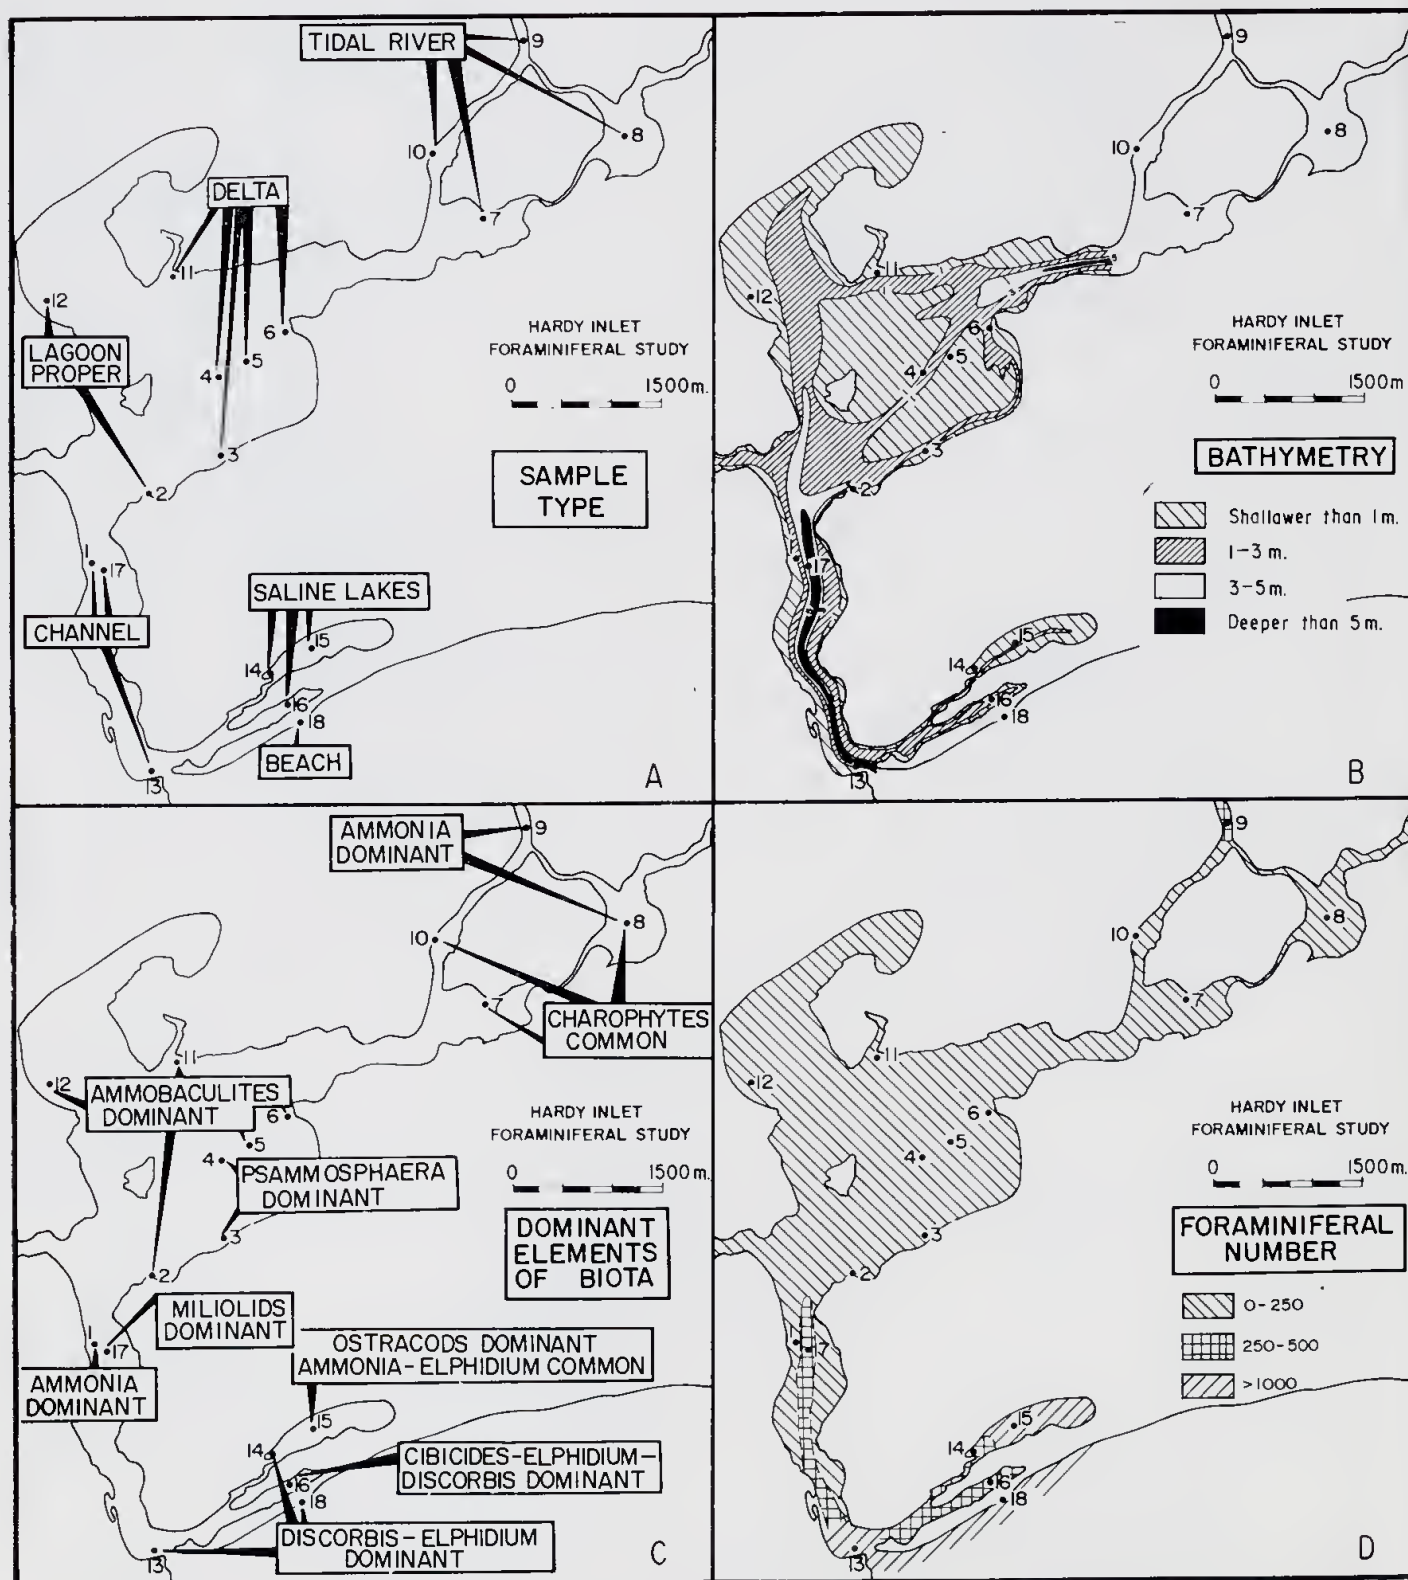 TIDAL RIVER
9
8
10
7
DELTA
11
12
6
5
4
LAGOON
PROPER
3
2
HARDY INLET
FORAMINIFERAL STUDY
0 1500m.
SAMPLE
TYPE
1
17
CHANNEL
SALINE LAKES
15
14
16
18
BEACH
13
A
9
8
10
7
11
12
6
5
4
3
2
HARDY INLET
FORAMINIFERAL STUDY
0 1500m
BATHYMETRY
Shallower than 1m.
1-3 m.
3-5m.
Deeper than 5m.
17
15
14
16
18
13
B
AMMONIA
DOMINANT
9
8
10
7
CHAROPHYTES
COMMON
11
12
AMMOBACULITES
DOMINANT
6
5
4
PSAMMOSPHAERA
DOMINANT
3
2
HARDY INLET
FORAMINIFERAL STUDY
0 1500m.
DOMINANT
ELEMENTS
OF BIOTA
MILIOLIDS
DOMINANT
1
17
AMMONIA
DOMINANT
OSTRACODS DOMINANT
AMMONIA-ELPHIDIUM COMMON
15
14
CIBICIDES-ELPHIDIUM-
DISCORBIS DOMINANT
16
18
DISCORBIS-ELPHIDIUM
DOMINANT
13
C
9
8
10
7
11
12
6
5
4
3
2
HARDY INLET
FORAMINIFERAL STUDY
0 1500m.
FORAMINIFERAL
NUMBER
0-250
250-500
>1000
1
17
15
14
16
18
13
D